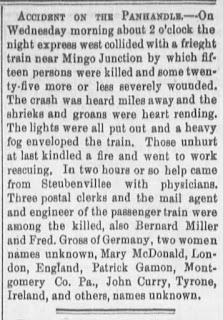 ACCIDENT ON THE PANHANDLE.—On
Wednesday morning about 2 o'clock the
night express west collided with a frieght
train near Mingo Junction by which fif-
teen persons were killed and some twen-
ty-five more or less severely wounded.
The crash was heard miles away and the
shrieks and groans were heart rending.
The lights were all put out and a heavy
fog enveloped the train. Those unhurt
at last kindled a fire and went to work
rescuing. In two hours or so help came
from Steubenvillee with physicians.
Three postal clerks and the mail agent
and engineer of the passenger train were
among the killed, also Bernard Miller
and Fred. Gross of Germany, two women
names unknown, Mary McDonald, Lon-
don, England, Patrick Gamon, Mont-
gomery Co. Pa., John Curry, Tyrone,
Ireland, and others, names unknown.